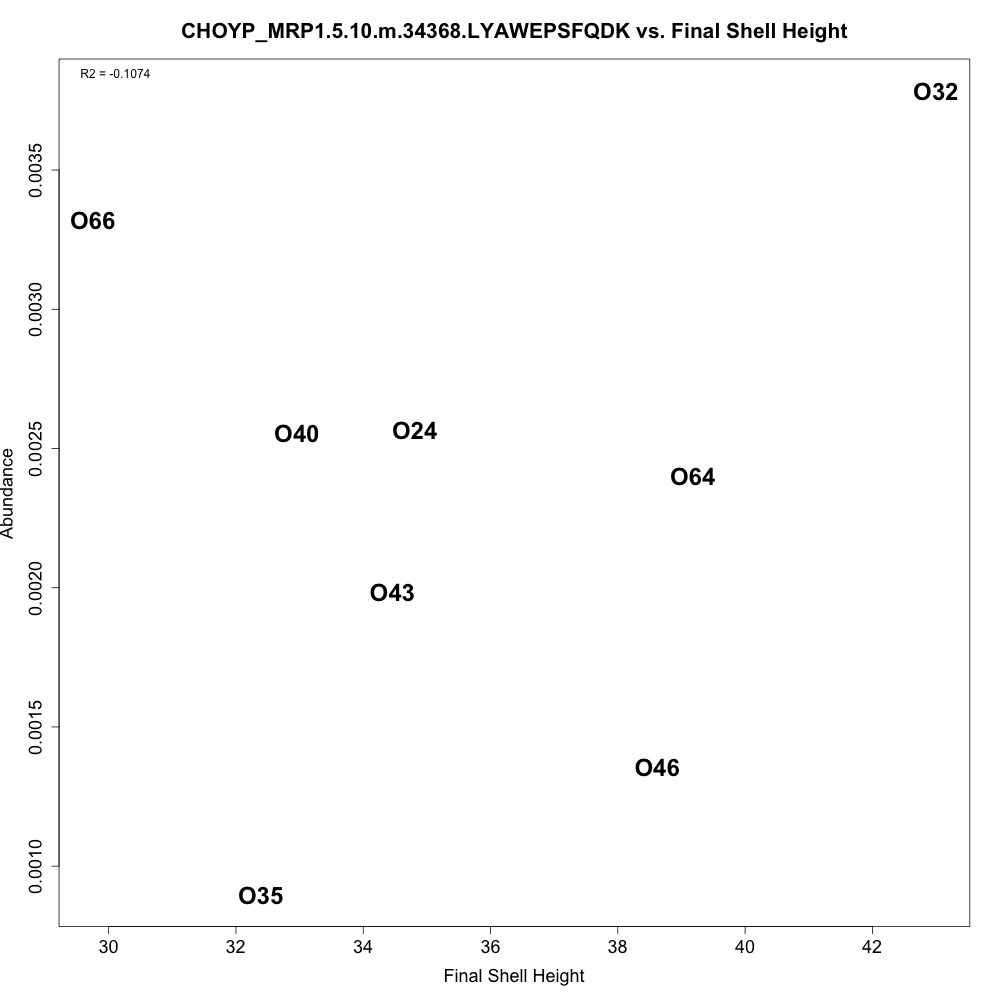 CHOYP_MRP1.5.10.m.34368.LYAWEPSFQDK vs. Final Shell Height
R2 = -0.1074
O32
O66
O40
O24
O64
O43
O46
O35
Abundance
0.0035
0.0030
0.0025
0.0020
0.0015
0.0010
30 32 34 36 38 40 42
Final Shell Height